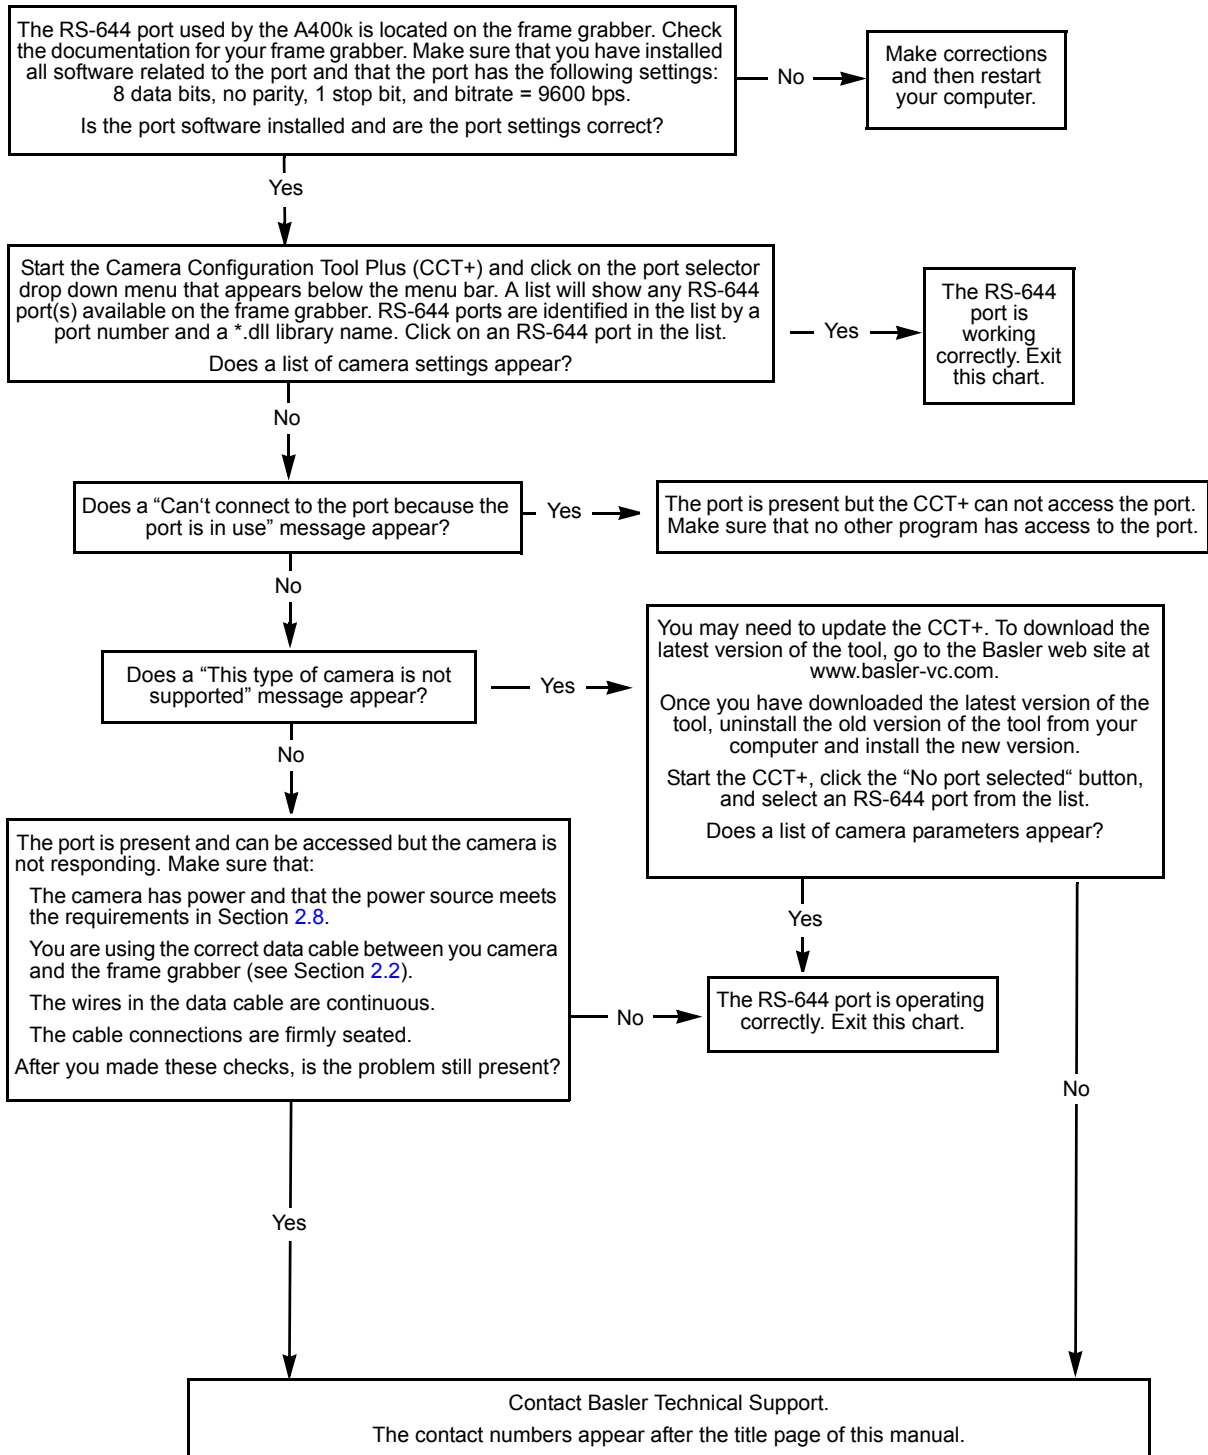 The RS-644 port used by the A400k is located on the frame grabber. Check
the documentation for your frame grabber. Make sure that you have installed
all software related to the port and that the port has the following settings:
8 data bits, no parity, 1 stop bit, and bitrate = 9600 bps.
Is the port software installed and are the port settings correct?
No
Make corrections
and then restart
your computer.
Yes
Start the Camera Configuration Tool Plus (CCT+) and click on the port selector
drop down menu that appears below the menu bar. A list will show any RS-644
port(s) available on the frame grabber. RS-644 ports are identified in the list by a
port number and a *.dll library name. Click on an RS-644 port in the list.
Does a list of camera settings appear?
Yes
The RS-644
port is
working
correctly. Exit
this chart.
No
Does a “Can‘t connect to the port because the
port is in use” message appear?
Yes
The port is present but the CCT+ can not access the port.
Make sure that no other program has access to the port.
No
Does a “This type of camera is not
supported” message appear?
Yes
You may need to update the CCT+. To download the
latest version of the tool, go to the Basler web site at
www.basler-vc.com.
Once you have downloaded the latest version of the
tool, uninstall the old version of the tool from your
computer and install the new version.
Start the CCT+, click the “No port selected“ button,
and select an RS-644 port from the list.
Does a list of camera parameters appear?
No
The port is present and can be accessed but the camera is
not responding. Make sure that:
The camera has power and that the power source meets
the requirements in Section 2.8.
You are using the correct data cable between you camera
and the frame grabber (see Section 2.2).
The wires in the data cable are continuous.
The cable connections are firmly seated.
After you made these checks, is the problem still present?
Yes
No
The RS-644 port is operating
correctly. Exit this chart.
No
Yes
Contact Basler Technical Support.
The contact numbers appear after the title page of this manual.